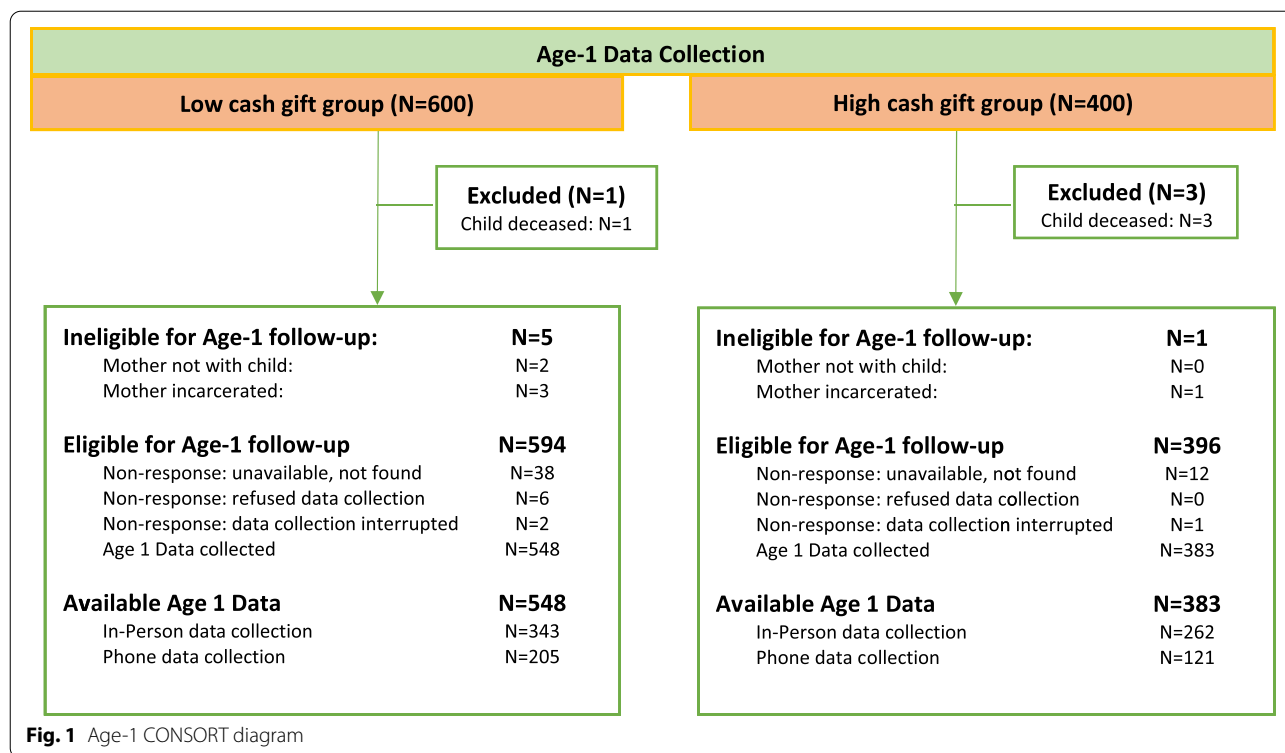 Age-1 Data Collection
Low cash gift group (N=600)
Excluded (N=1)
Child deceased: N=1
Ineligible for Age-1 follow-up: N=5
Mother not with child: N=2
Mother incarcerated: N=3
Eligible for Age-1 follow-up N=594
Non-response: unavailable, not found N=38
Non-response: refused data collection N=6
Non-response: data collection interrupted N=2
Age 1 Data collected N=548
Available Age 1 Data N=548
In-Person data collection N=343
Phone data collection N=205
High cash gift group (N=400)
Excluded (N=3)
Child deceased: N=3
Ineligible for Age-1 follow-up: N=1
Mother not with child: N=0
Mother incarcerated: N=1
Eligible for Age-1 follow-up N=396
Non-response: unavailable, not found N=12
Non-response: refused data collection N=0
Non-response: data collection interrupted N=1
Age 1 Data collected N=383
Available Age 1 Data N=383
In-Person data collection N=262
Phone data collection N=121
Fig. 1 Age-1 CONSORT diagram